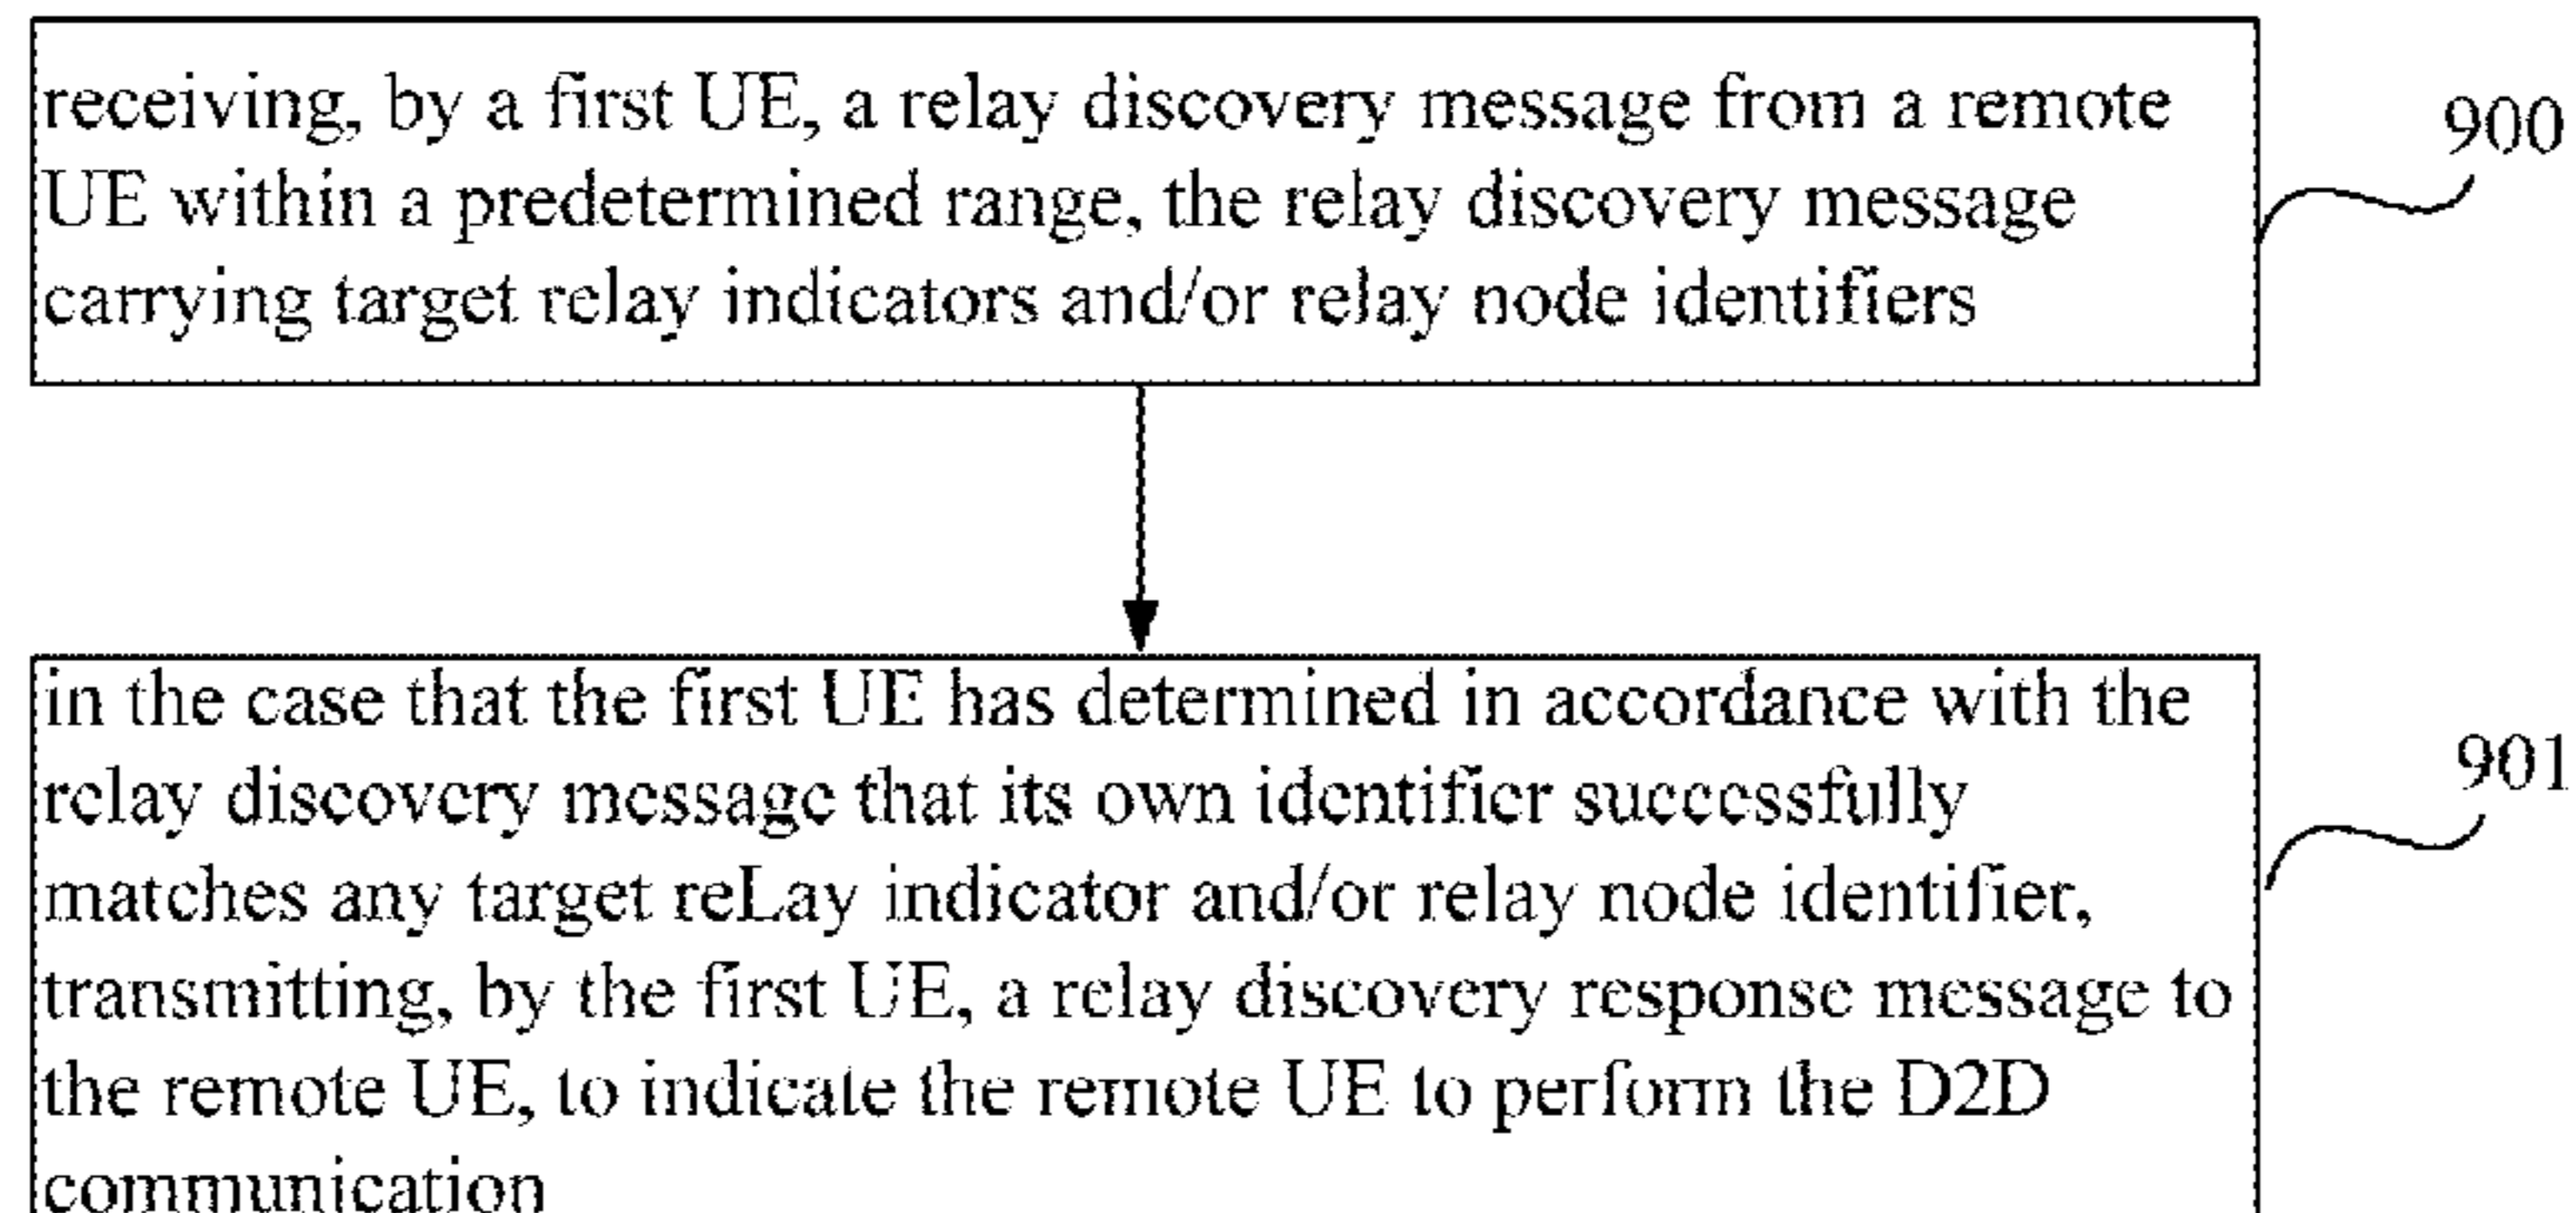 receiving, by a first UE, a relay discovery message from a remote
900
UE within a predetermined range, the relay discovery message
carrying target relay indicators and/or relay node identifiers
in the case that the first UE has determined in accordance with the
901
relay discovery message that its own identifier successfully
matches any target reLay indicator and/or relay node identifier,
transmitting, by the first UE, a relay discovery response message to
the remote UE, to indicate the remote UE to perform the D2D
communication